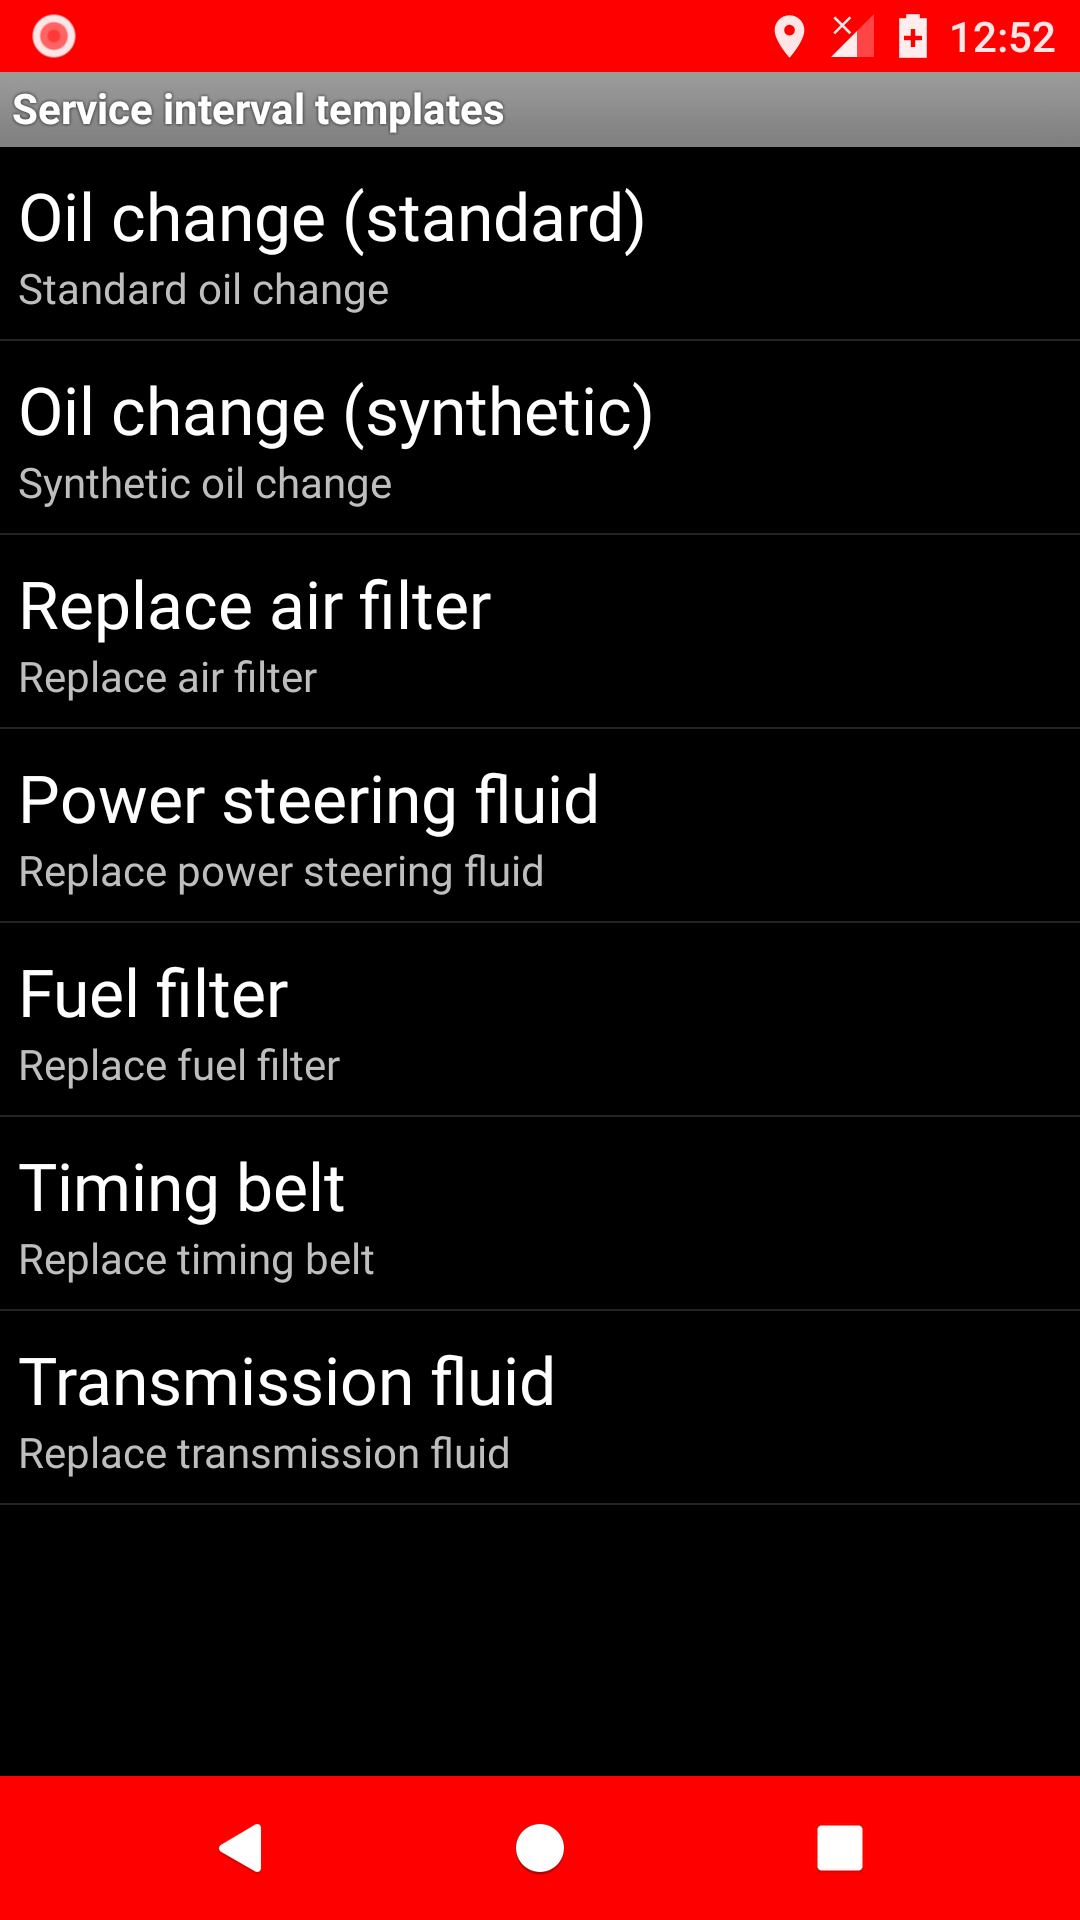 12:52
Service interval templates
Oil change (standard)
Standard oil change
Oil change (synthetic)
Synthetic oil change
Replace air filter
Replace air filter
Power steering fluid
Replace power steering fluid
Fuel filter
Replace fuel filter
Timing belt
Replace timing belt
Transmission fluid
Replace transmission fluid